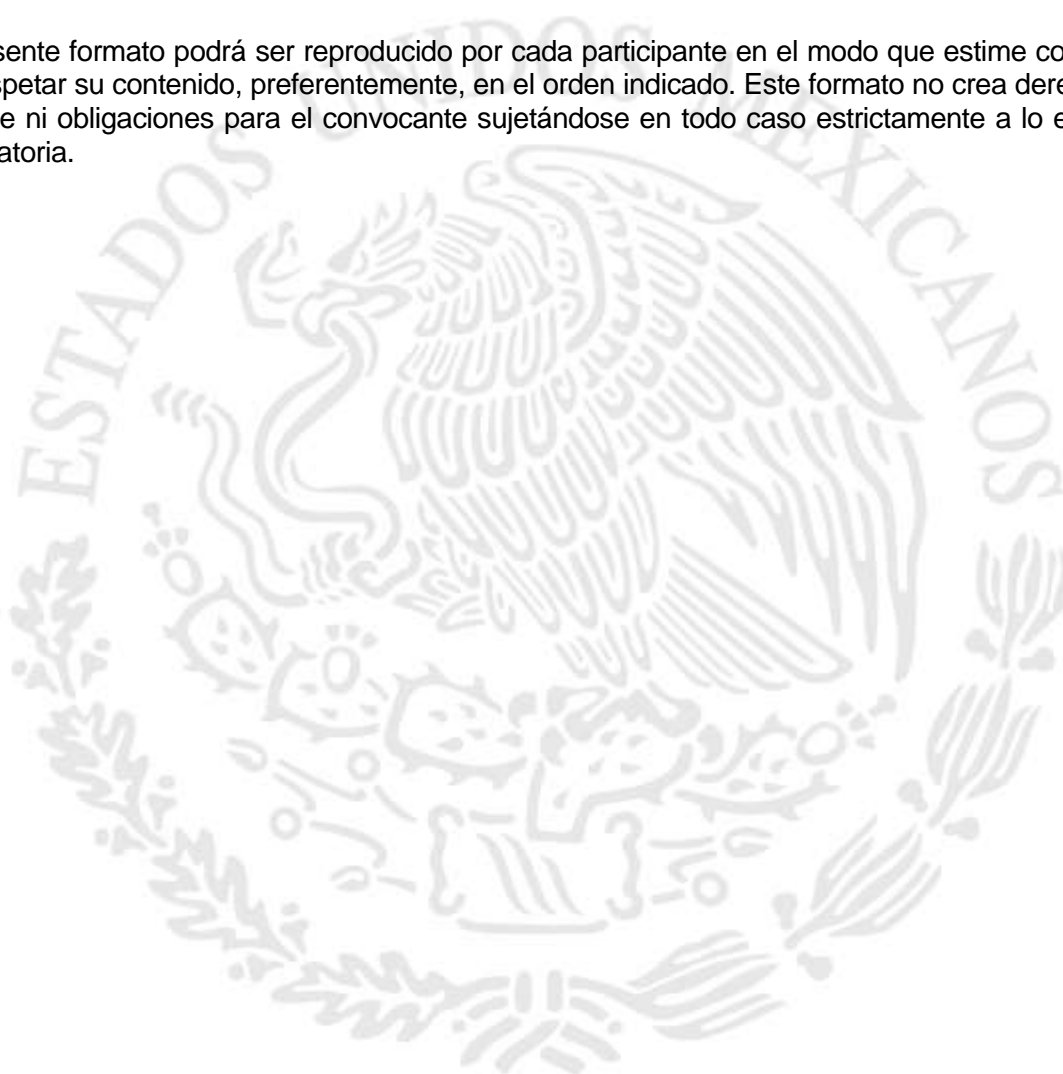 sente formato podrá ser reproducido por cada participante en el modo que estime co
spetar su contenido, preferentemente, en el orden indicado. Este formato no crea dere
e ni obligaciones para el convocante sujetándose en todo caso estrictamente a lo e
atoria.
ESTADOS UNIDOS MEXICANOS